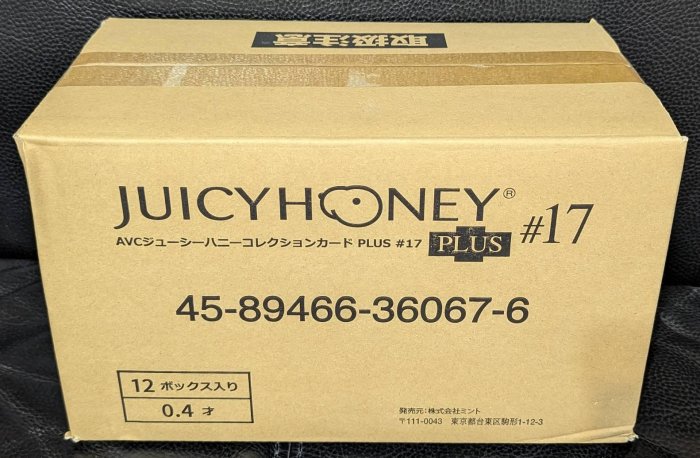 取扱注意
JUICYHONEY® #17
AVCジューシーハニーコレクションカード PLUS #17 PLUS
45-89466-36067-6
12 ボックス入り
0.4 才
発売元:株式会社ミント
〒111-0043 東京都台東区駒形1-12-3